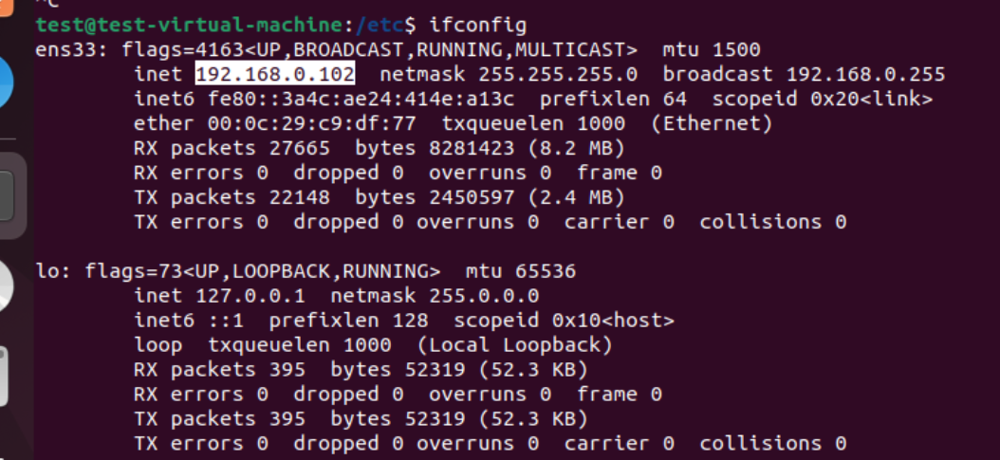 ^C
test@test-virtual-machine:/etc$ ifconfig
ens33: flags=4163<UP,BROADCAST,RUNNING,MULTICAST>  mtu 1500
        inet 192.168.0.102  netmask 255.255.255.0  broadcast 192.168.0.255
        inet6 fe80::3a4c:ae24:414e:a13c  prefixlen 64  scopeid 0x20<link>
        ether 00:0c:29:c9:df:77  txqueuelen 1000  (Ethernet)
        RX packets 27665  bytes 8281423 (8.2 MB)
        RX errors 0  dropped 0  overruns 0  frame 0
        TX packets 22148  bytes 2450597 (2.4 MB)
        TX errors 0  dropped 0 overruns 0  carrier 0  collisions 0

lo: flags=73<UP,LOOPBACK,RUNNING>  mtu 65536
        inet 127.0.0.1  netmask 255.0.0.0
        inet6 ::1  prefixlen 128  scopeid 0x10<host>
        loop  txqueuelen 1000  (Local Loopback)
        RX packets 395  bytes 52319 (52.3 KB)
        RX errors 0  dropped 0  overruns 0  frame 0
        TX packets 395  bytes 52319 (52.3 KB)
        TX errors 0  dropped 0 overruns 0  carrier 0  collisions 0